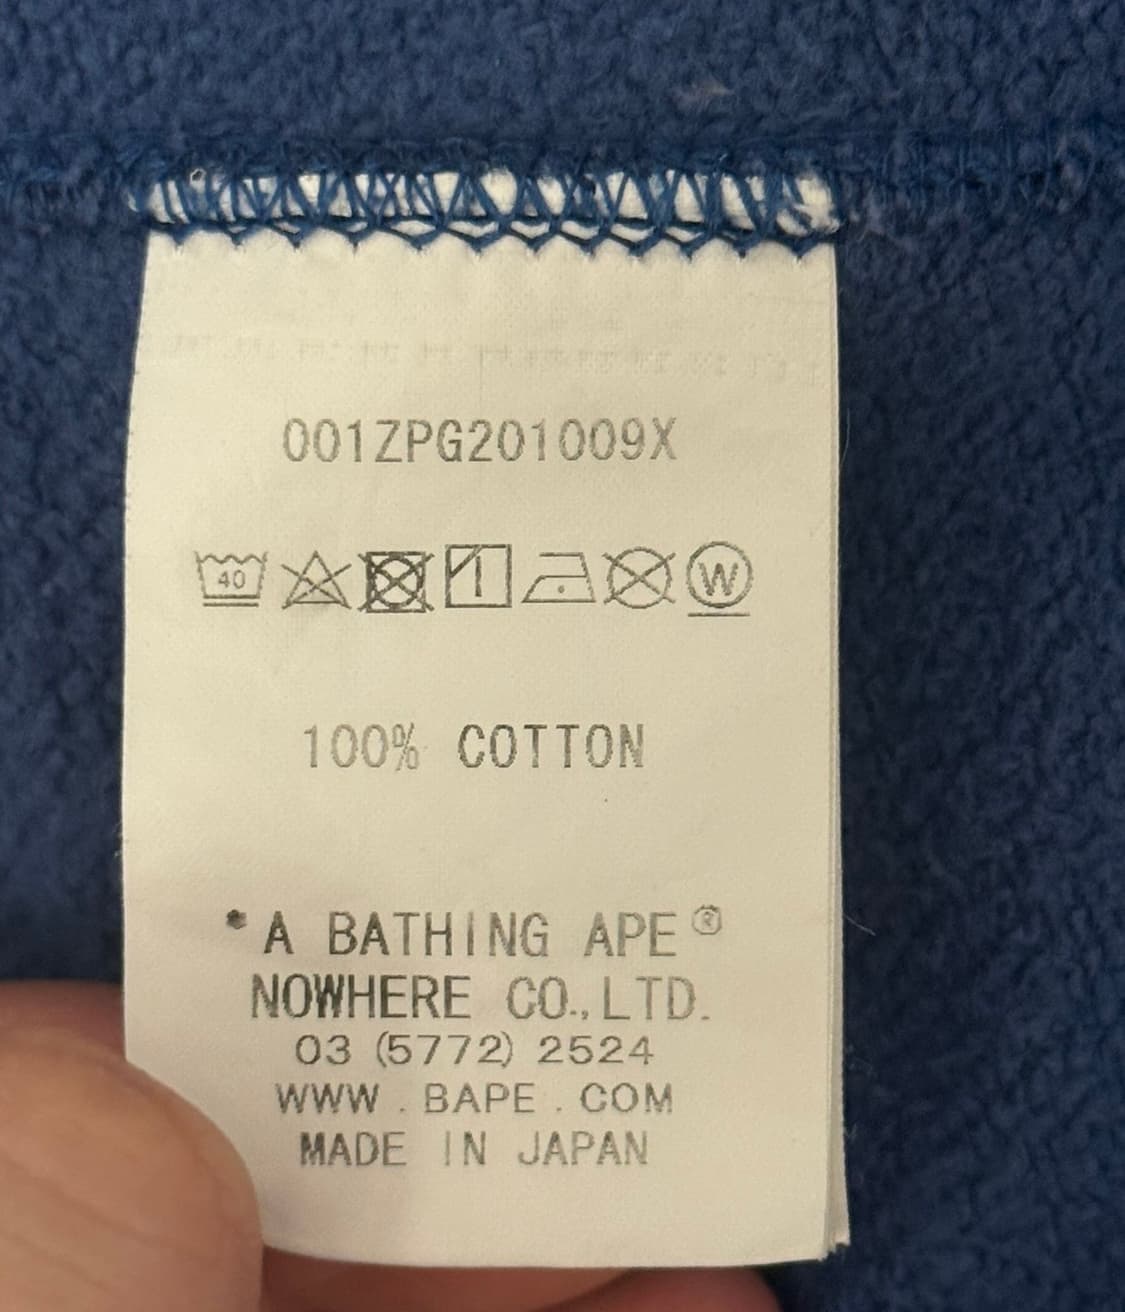 001ZPG201009X
40 W
100% COTTON
*A BATHING APE®
NOWHERE CO.,LTD.
03 (5772) 2524
WWW . BAPE . COM
MADE IN JAPAN